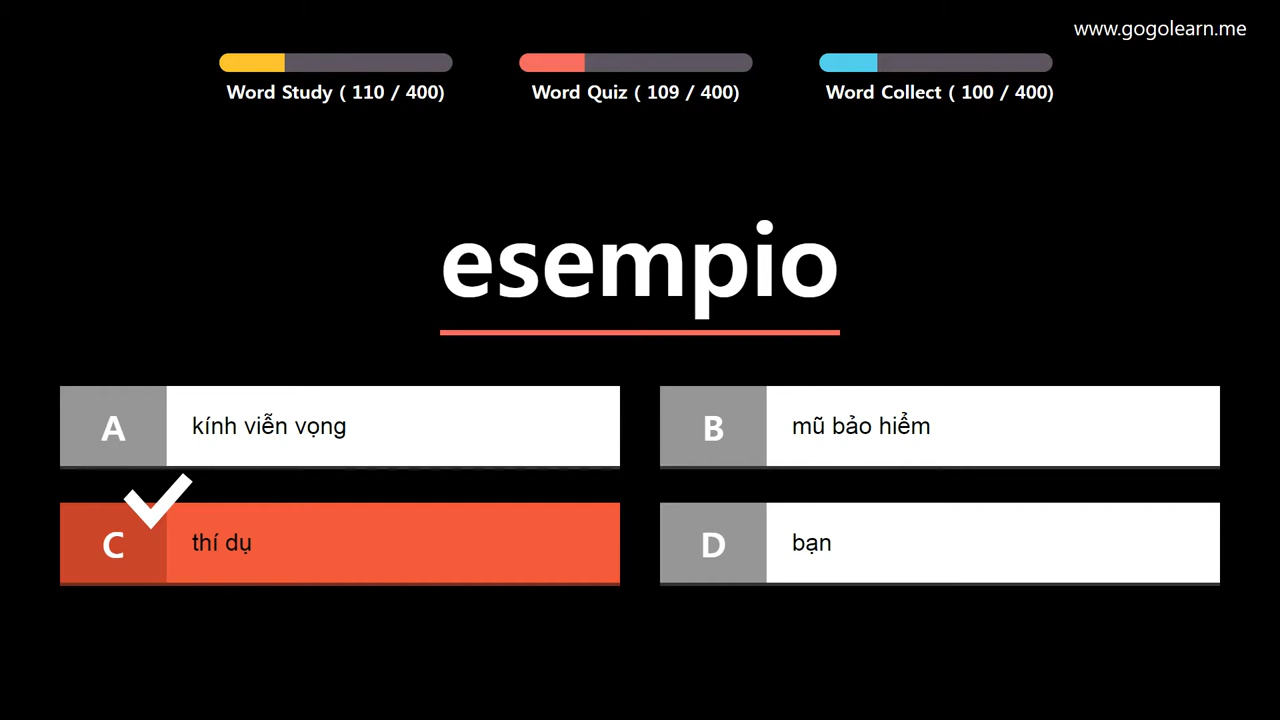 www.gogolearn.me
Word Study ( 110 / 400)
Word Quiz ( 109 / 400)
Word Collect ( 100 / 400)
esempio
A kính viễn vọng
B mũ bảo hiểm
C thí dụ
D bạn